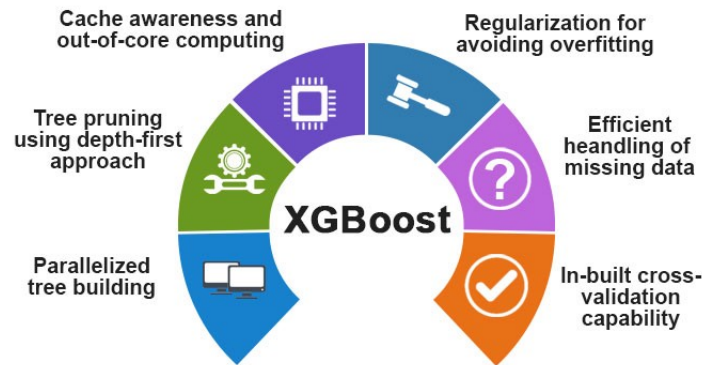 Cache awareness and
out-of-core computing
Regularization for
avoiding overfitting
Tree pruning
using depth-first
approach
Efficient
heandling of
missing data
XGBoost
Parallelized
tree building
In-built cross-
validation
capability